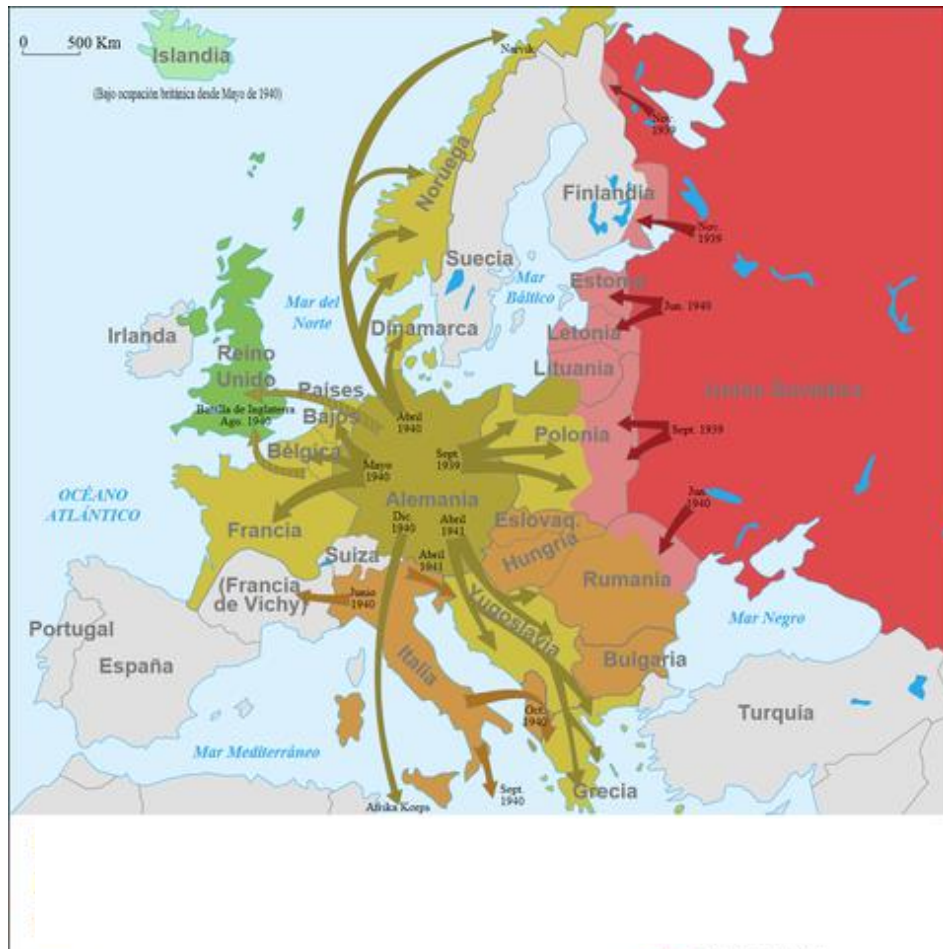 0 500 Km
Islandia
(Bajo ocupación británica desde Mayo de 1940)
Narvik
Nov.
1939
Noruega
Finlandia
Nov.
1939
Suecia
Mar
Báltico
Estonia
Mar del
Norte
Jun. 1940
Irlanda
Dinamarca
Letonia
Reino
Unido
Lituania
Países
Bajos
Unión Soviética
Batalla de Inglaterra
Ago. 1940
Abril
1940
Polonia
Sept. 1939
Bélgica
Sept.
1939
Mayo
1940
OCÉANO
ATLÁNTICO
Alemania
Jun.
1940
Francia
Dic.
1940
Abril
1941
Eslovaq.
Hungría
Suiza
Abril
1941
Rumania
(Francia
de Vichy)
Junio
1940
Yugoslavia
Mar Negro
Portugal
España
Italia
Bulgaria
Oct.
1940
Turquía
Mar Mediterráneo
Sept.
1940
Grecia
Afrika Korps